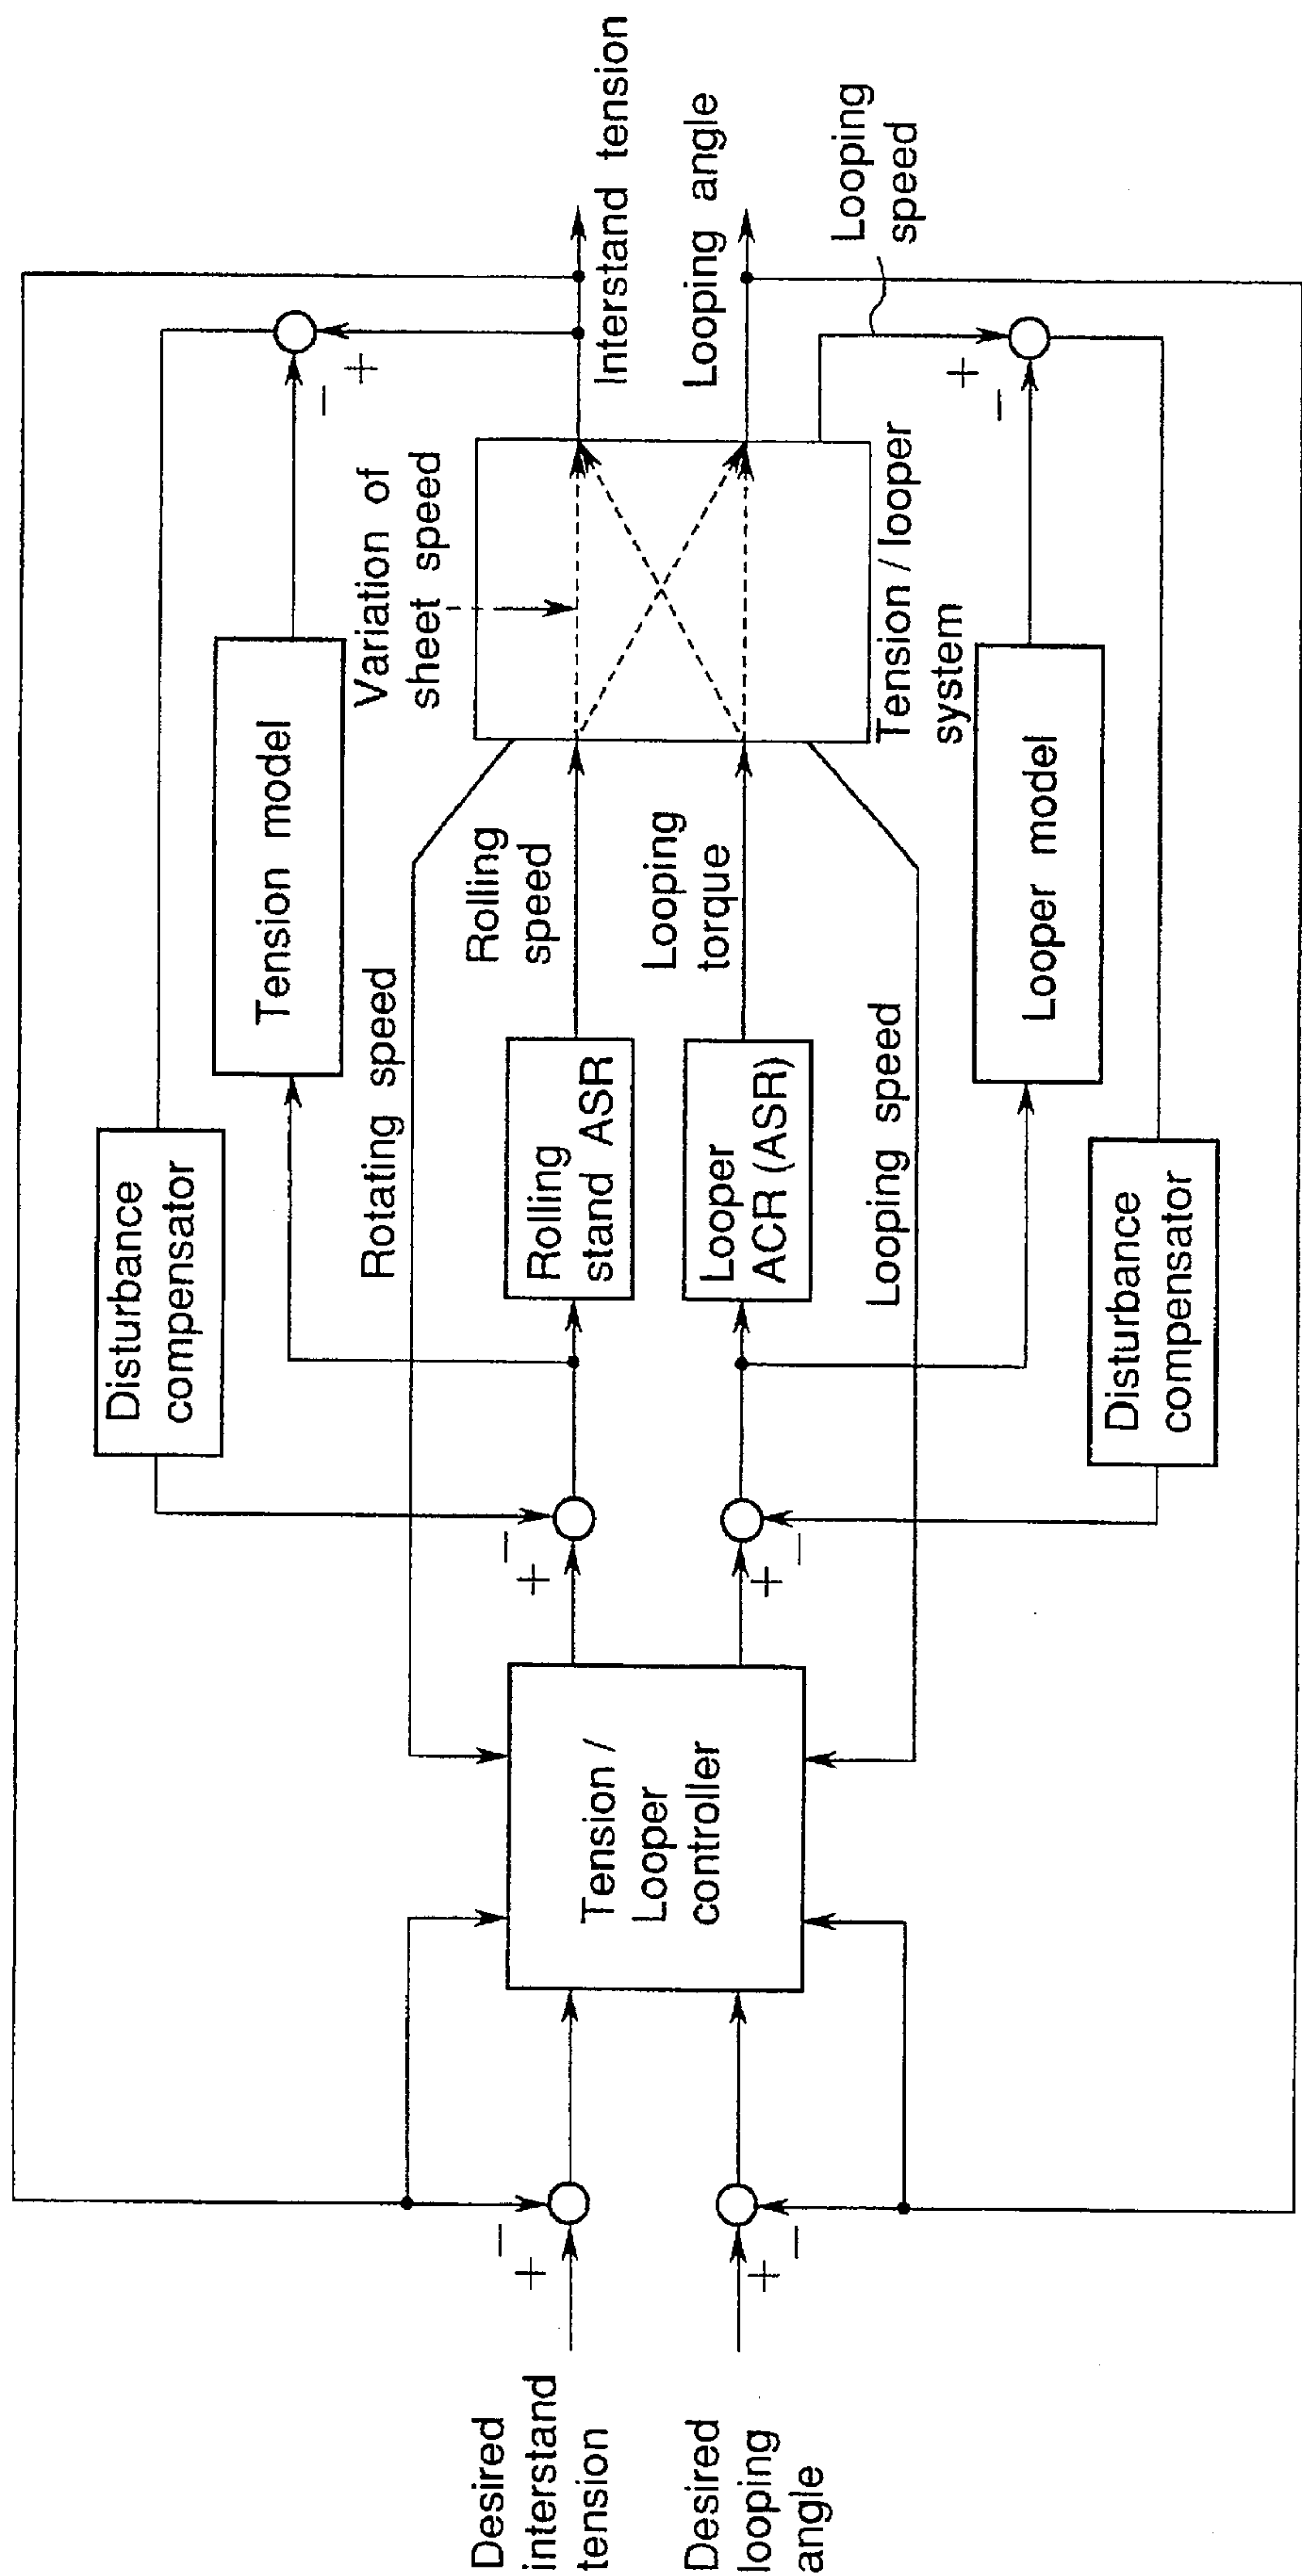 Desired
interstand
tension
Desired
looping
angle
−
+
+
−
Tension /
Looper
controller
−
+
+
−
Disturbance
compensator
Tension model
Rotating speed
Rolling
stand ASR
Looper
ACR (ASR)
Looping speed
Disturbance
compensator
Looper model
Rolling
speed
Looping
torque
Variation of
sheet speed
Tension / looper
system
−
+
+
−
Interstand tension
Looping angle
Looping
speed